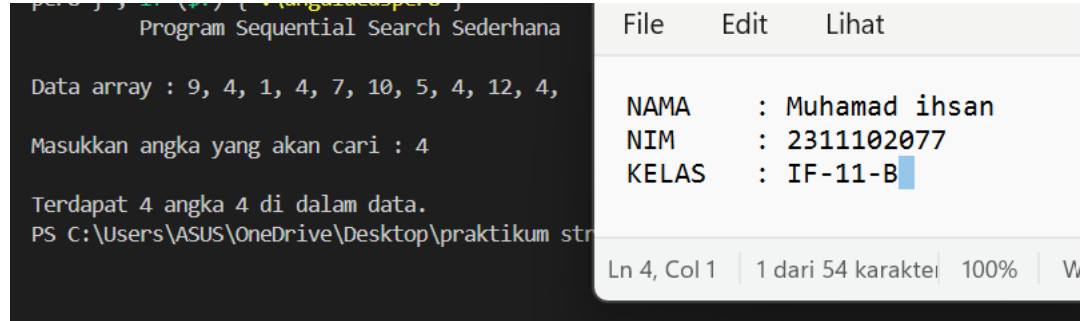 Program Sequential Search Sederhana
Data array : 9, 4, 1, 4, 7, 10, 5, 4, 12, 4,
Masukkan angka yang akan cari : 4
Terdapat 4 angka 4 di dalam data.
PS C:\Users\ASUS\OneDrive\Desktop\praktikum str
File Edit Lihat
NAMA : Muhamad ihsan
NIM : 2311102077
KELAS : IF-11-B
Ln 4, Col 1 1 dari 54 karakter 100% W